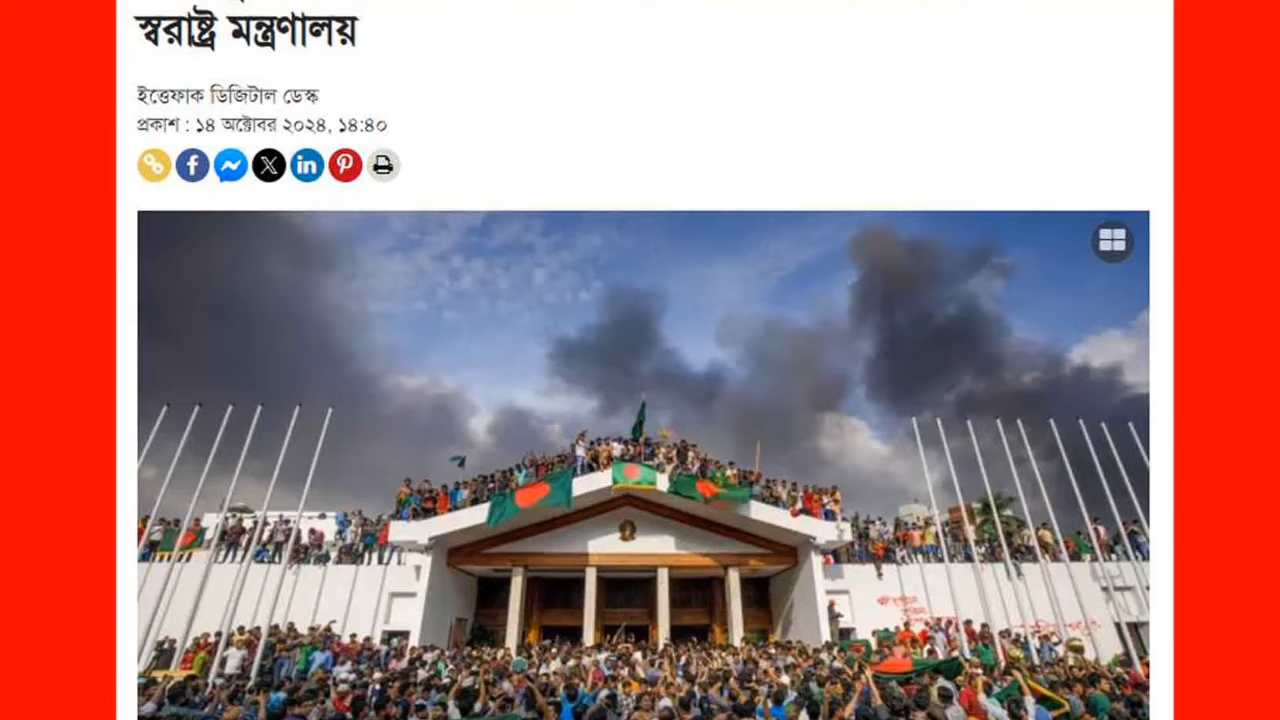 স্বরাষ্ট্র মন্ত্রণালয়
ইত্তেফাক ডিজিটাল ডেস্ক
প্রকাশ : ১৪ অক্টোবর ২০২৪, ১৪:৪০